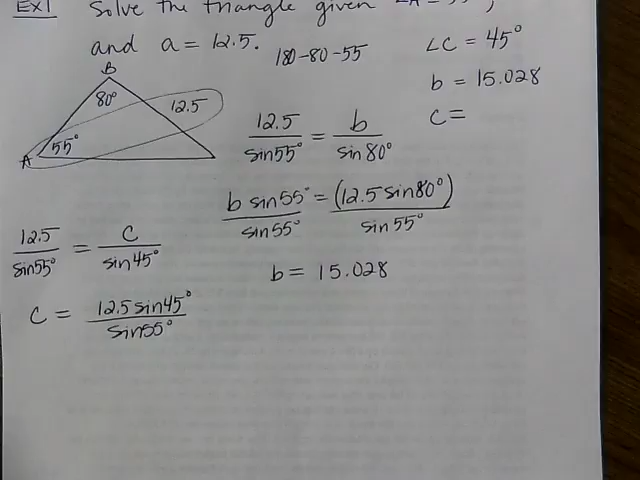 Ex1 Solve the triangle given
and a = 12.5.
180-80-55
∠C = 45°
b = 15.028
c =
B
80°
12.5
A
55°
12.5/sin55° = b/sin80°
b sin55°/sin55° = (12.5 sin80°)/sin55°
b = 15.028
12.5/sin55° = c/sin45°
c = 12.5 sin45°/sin55°